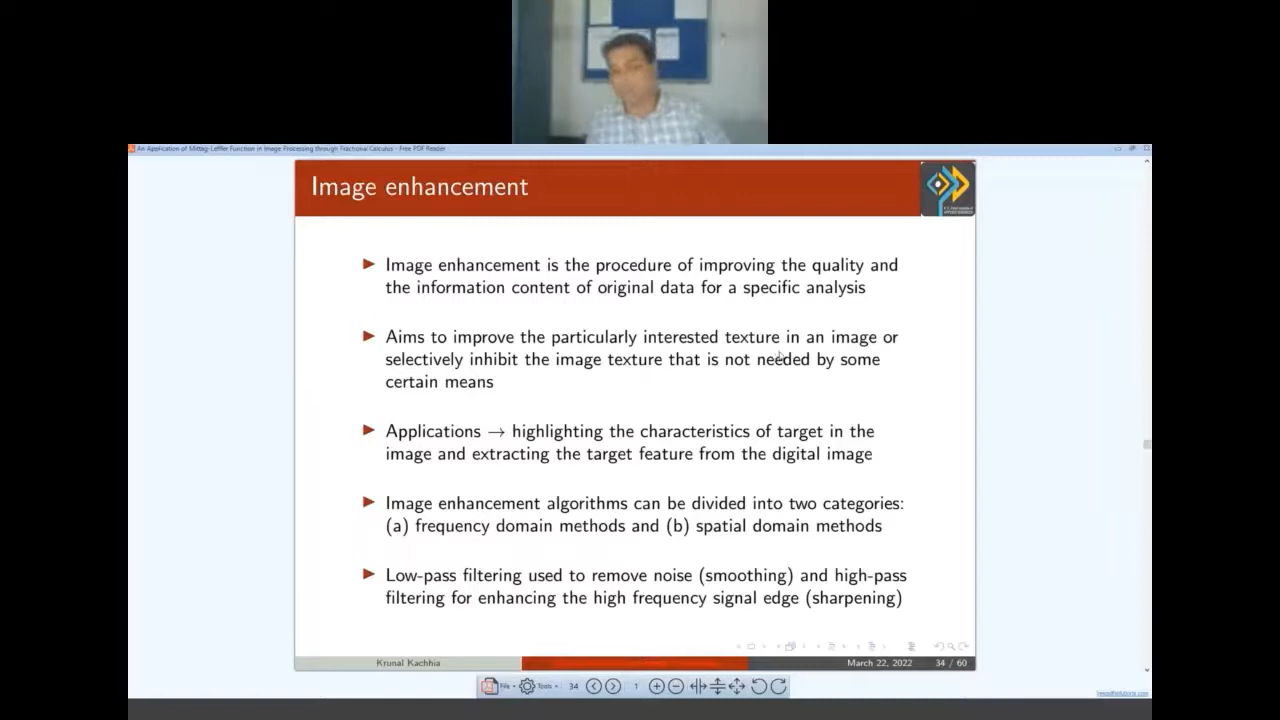 An Application of Mittag-Leffler Function in Image Processing through Fractional Calculus - Free PDF Reader
Image enhancement
Image enhancement is the procedure of improving the quality and
the information content of original data for a specific analysis
Aims to improve the particularly interested texture in an image or
selectively inhibit the image texture that is not needed by some
certain means
Applications → highlighting the characteristics of target in the
image and extracting the target feature from the digital image
Image enhancement algorithms can be divided into two categories:
(a) frequency domain methods and (b) spatial domain methods
Low-pass filtering used to remove noise (smoothing) and high-pass
filtering for enhancing the high frequency signal edge (sharpening)
Krunal Kachhia
March 22, 2022
34 / 60
File
Tools
34
1